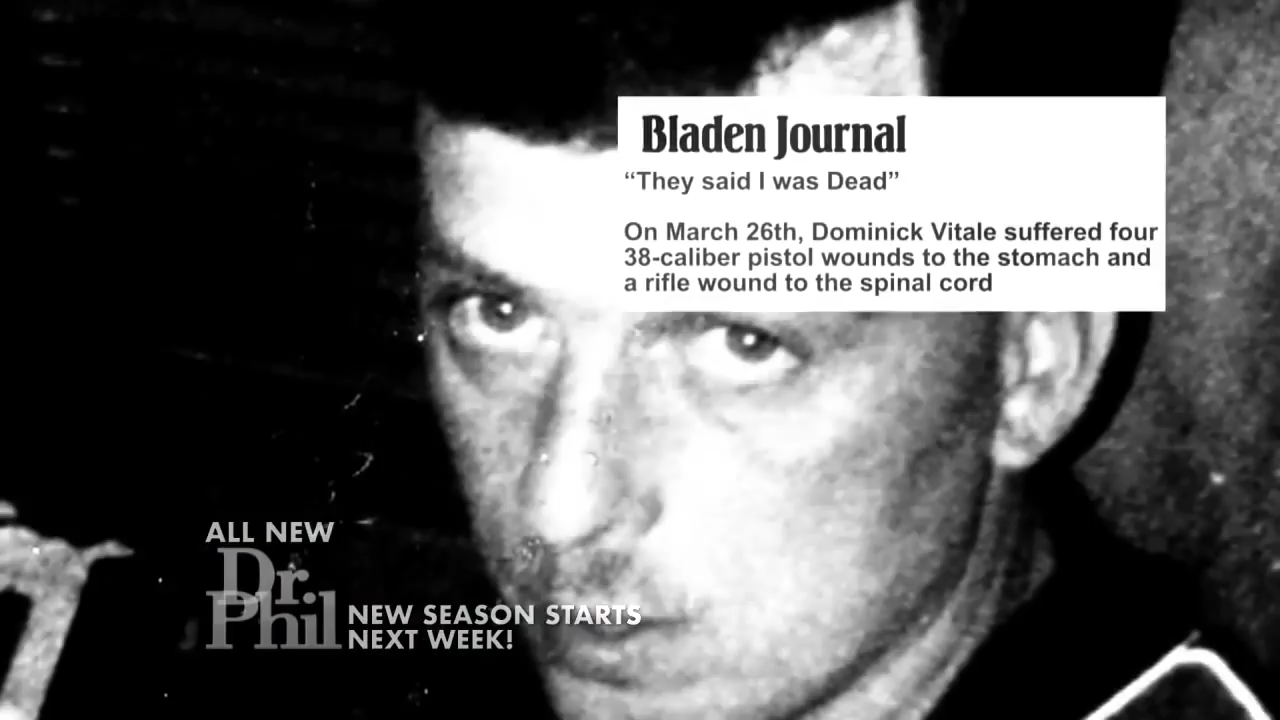 Bladen Journal
“They said I was Dead”
On March 26th, Dominick Vitale suffered four
38-caliber pistol wounds to the stomach and
a rifle wound to the spinal cord
ALL NEW
Dr.
Phil
NEW SEASON STARTS
NEXT WEEK!